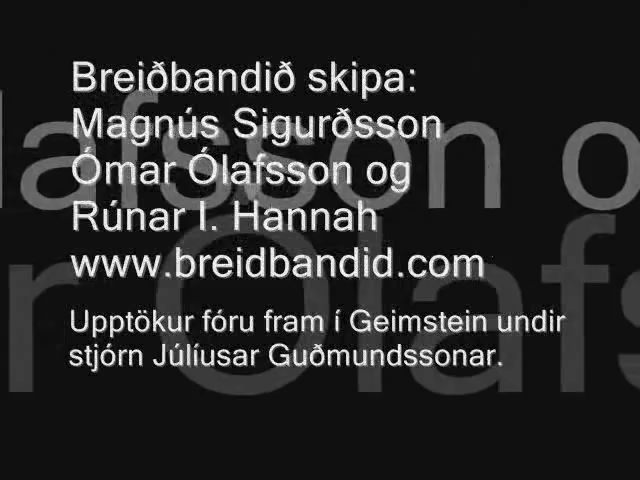 Breiðbandið skipa:
Magnús Sigurðsson
Ómar Ólafsson og
Rúnar I. Hannah
www.breidbandid.com
Upptökur fóru fram í Geimstein undir
stjórn Júlíusar Guðmundssonar.